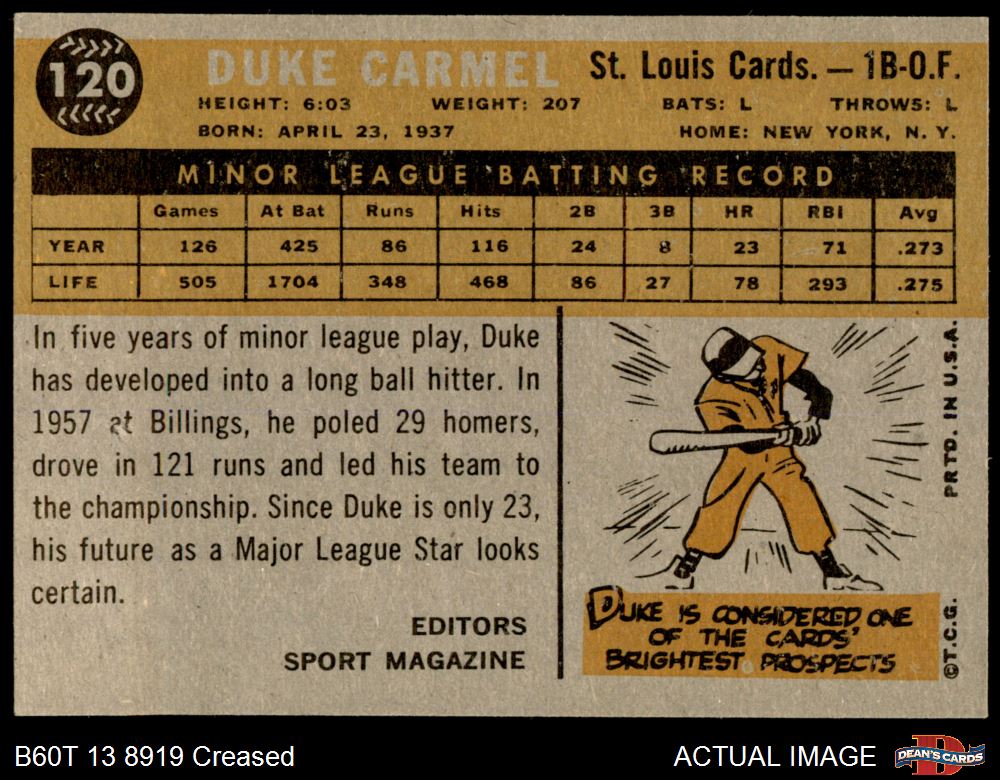 120
DUKE CARMEL St. Louis Cards. — 1B-O.F.
HEIGHT: 6:03 WEIGHT: 207 BATS: L THROWS: L
BORN: APRIL 23, 1937 HOME: NEW YORK, N. Y.
MINOR LEAGUE BATTING RECORD
Games At Bat Runs Hits 2B 3B HR RBI Avg
YEAR 126 425 86 116 24 8 23 71 .273
LIFE 505 1704 348 468 86 27 78 293 .275
In five years of minor league play, Duke
has developed into a long ball hitter. In
1957 at Billings, he poled 29 homers,
drove in 121 runs and led his team to
the championship. Since Duke is only 23,
his future as a Major League Star looks
certain.
EDITORS
SPORT MAGAZINE
DUKE IS CONSIDERED ONE
OF THE CARDS'
BRIGHTEST PROSPECTS
©T.C.G. PRTD. IN U.S.A.
B60T 13 8919 Creased ACTUAL IMAGE DEAN'S CARDS